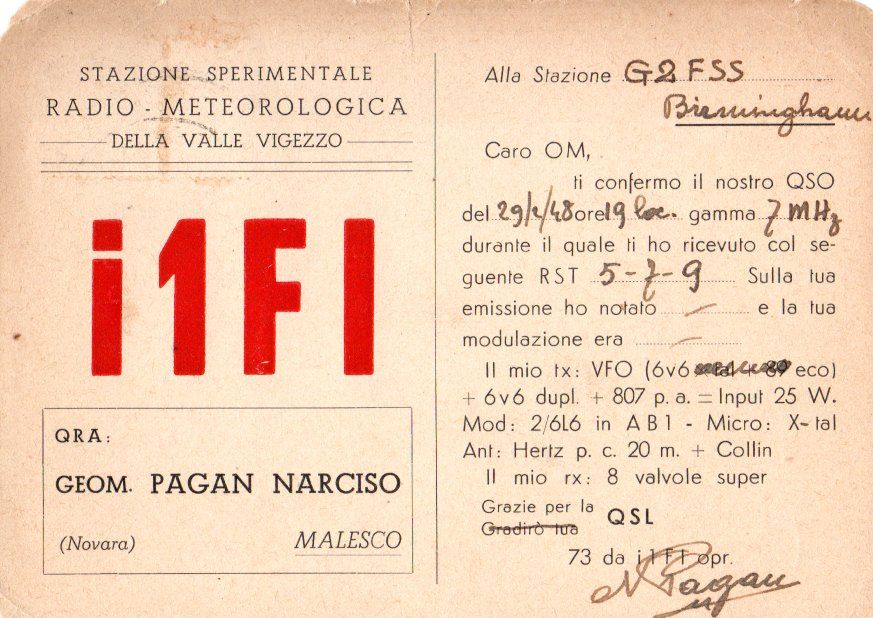 STAZIONE SPERIMENTALE
RADIO - METEOROLOGICA
DELLA VALLE VIGEZZO
i1FI
QRA:
GEOM. PAGAN NARCISO
(Novara) MALESCO
Alla Stazione G2FSS
Birmingham
Caro OM,
ti confermo il nostro QSO
del 29/1/48 ore 19 loc. gamma 7 MHz
durante il quale ti ho ricevuto col se-
guente RST 5-7-9 Sulla tua
emissione ho notato — e la tua
modulazione era —
Il mio tx: VFO (6v6 eco)
+ 6v6 dupl. + 807 p. a. = Input 25 W.
Mod: 2/6L6 in AB1 - Micro: X-tal
Ant: Hertz p. c. 20 m. + Collin
Il mio rx: 8 valvole super
Grazie per la
Gradirò tua QSL
73 da i1FI opr.
N Pagan